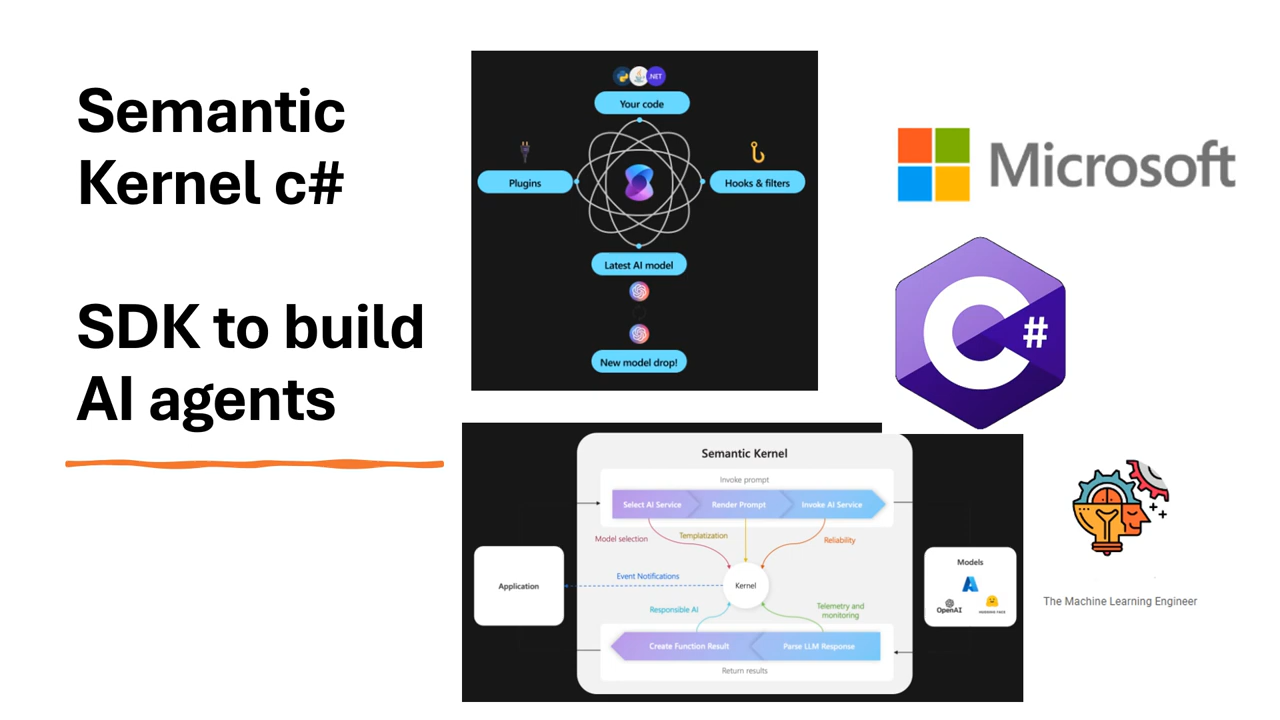 Semantic
Kernel c#
SDK to build
AI agents
.NET
Your code
Plugins
Hooks & filters
Latest AI model
New model drop!
Microsoft
C#
Semantic Kernel
Invoke prompt
Select AI Service
Render Prompt
Invoke AI Service
Model selection
Templatization
Reliability
Application
Event Notifications
Kernel
Models
OpenAI
HUGGING FACE
Responsible AI
Telemetry and
monitoring
Create Function Result
Parse LLM Response
Return results
The Machine Learning Engineer